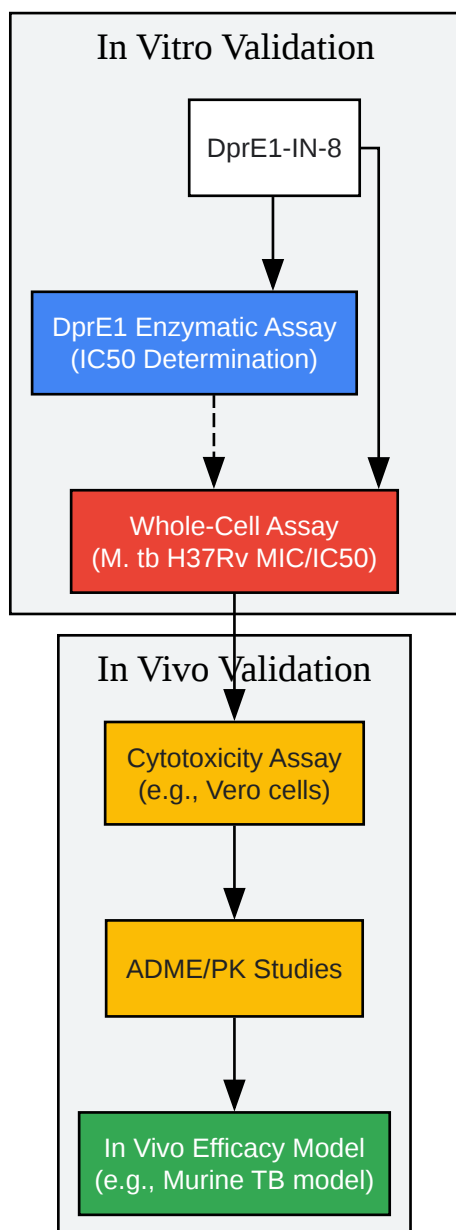 In Vitro Validation
DprE1-IN-8
DprE1 Enzymatic Assay
(IC50 Determination)
Whole-Cell Assay
(M. tb H37Rv MIC/IC50)
In Vivo Validation
Cytotoxicity Assay
(e.g., Vero cells)
ADME/PK Studies
In Vivo Efficacy Model
(e.g., Murine TB model)